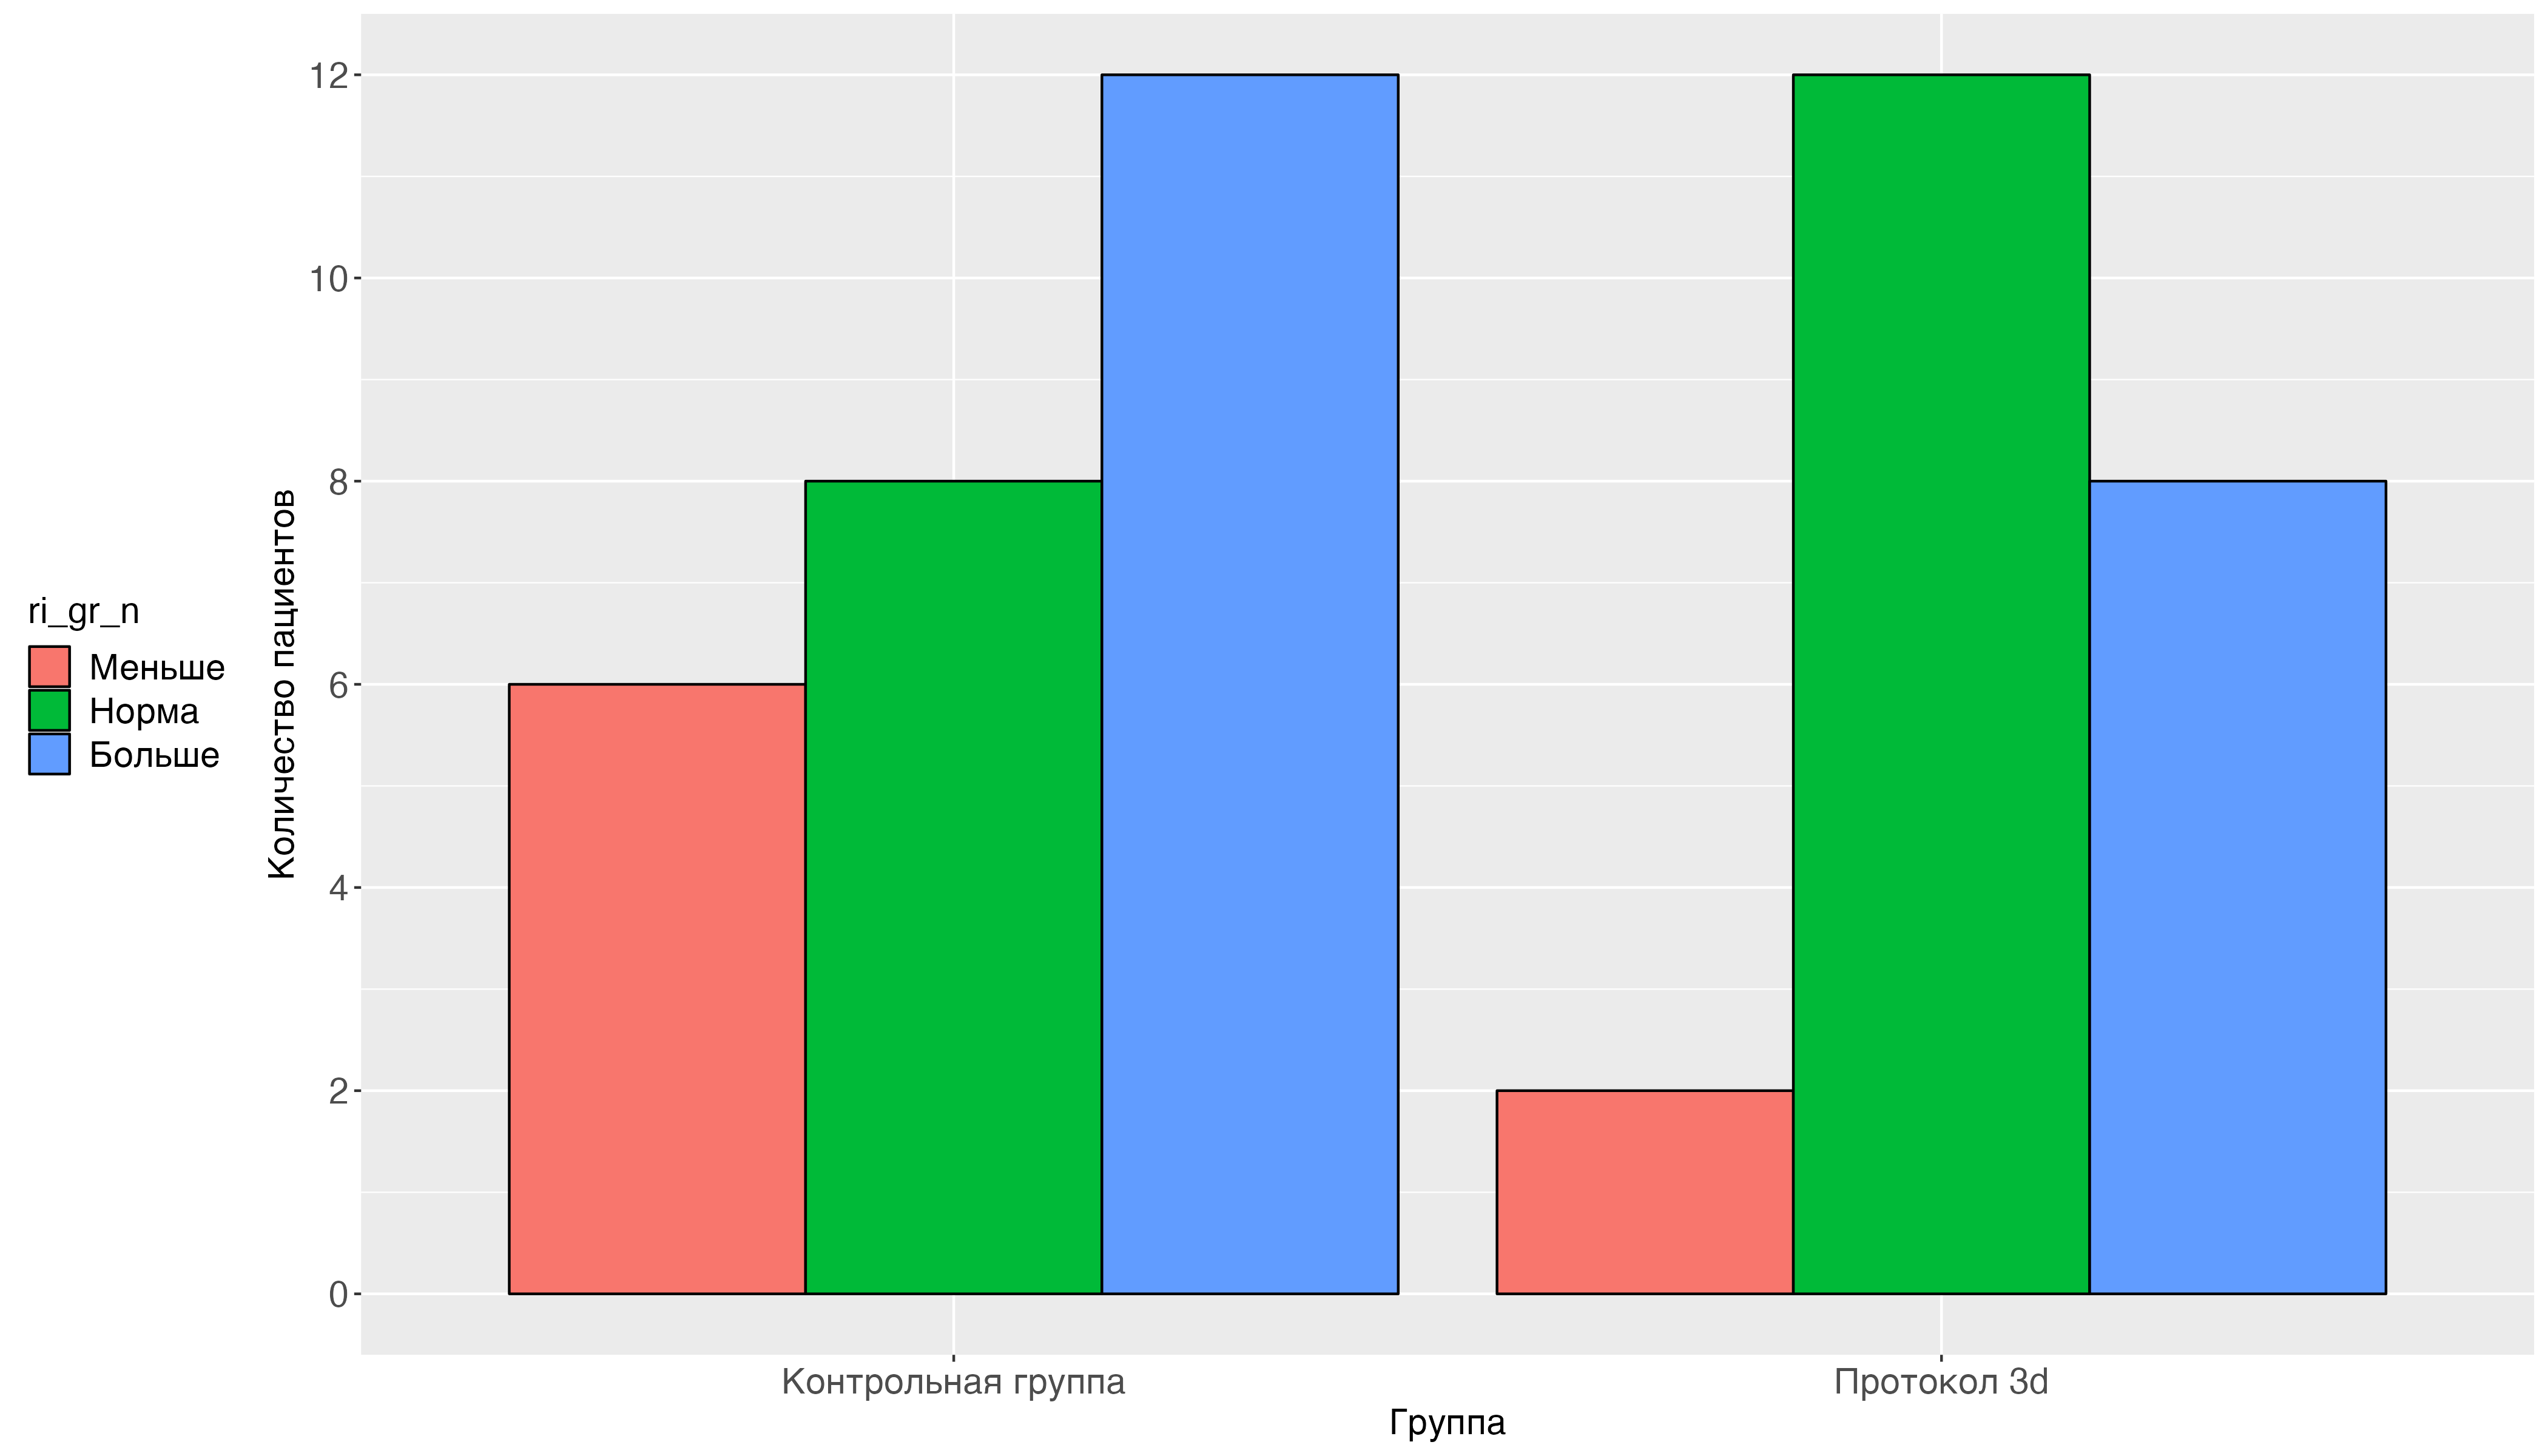 ri_gr_n
Меньше
Норма
Больше
Количество пациентов
12
10
8
6
4
2
0
Контрольная группа
Протокол 3d
Группа